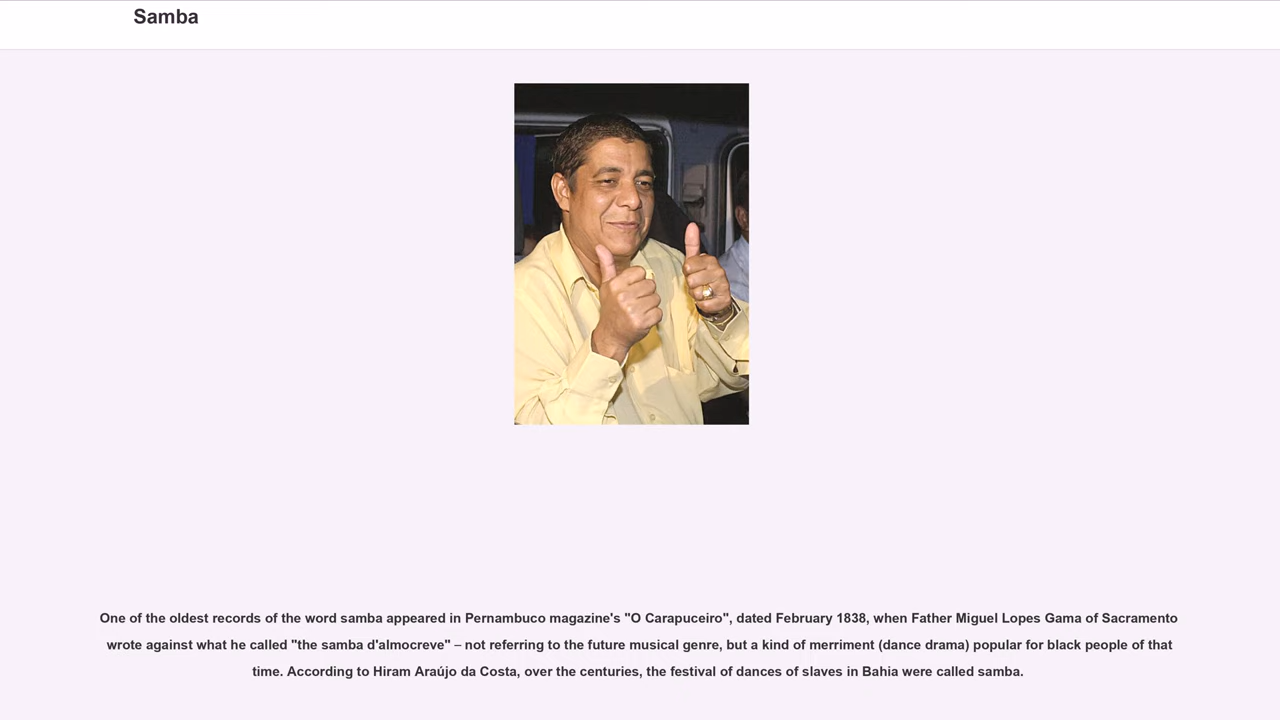 Samba
One of the oldest records of the word samba appeared in Pernambuco magazine's "O Carapuceiro", dated February 1838, when Father Miguel Lopes Gama of Sacramento
wrote against what he called "the samba d'almocreve" – not referring to the future musical genre, but a kind of merriment (dance drama) popular for black people of that
time. According to Hiram Araújo da Costa, over the centuries, the festival of dances of slaves in Bahia were called samba.